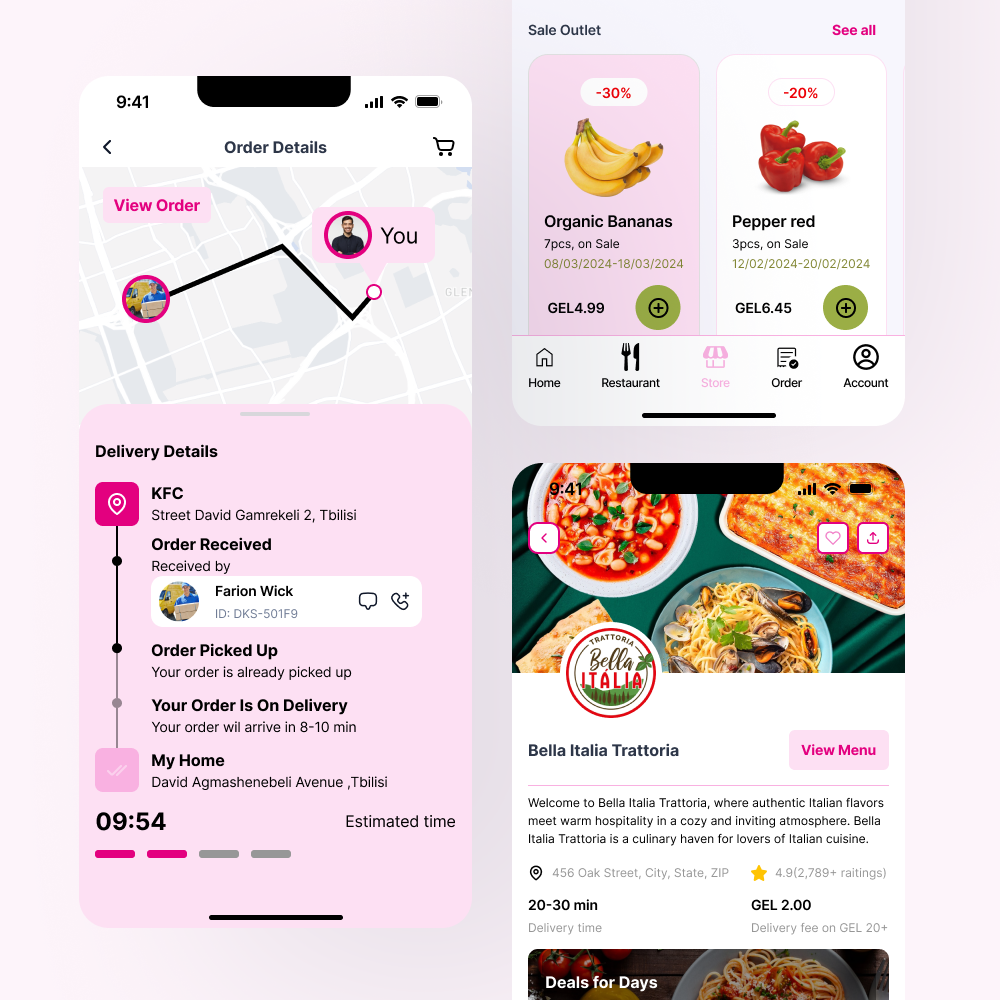 9:41
Order Details
View Order
You
GLEN
Delivery Details
KFC
Street David Gamrekeli 2, Tbilisi
Order Received
Received by
Farion Wick
ID: DKS-501F9
Order Picked Up
Your order is already picked up
Your Order Is On Delivery
Your order wil arrive in 8-10 min
My Home
David Agmashenebeli Avenue ,Tbilisi
09:54
Estimated time
Sale Outlet
See all
-30%
Organic Bananas
7pcs, on Sale
08/03/2024-18/03/2024
GEL4.99
-20%
Pepper red
3pcs, on Sale
12/02/2024-20/02/2024
GEL6.45
Home
Restaurant
Store
Order
Account
9:41
TRATTORIA
Bella
ITALIA
Bella Italia Trattoria
View Menu
Welcome to Bella Italia Trattoria, where authentic Italian flavors
meet warm hospitality in a cozy and inviting atmosphere. Bella
Italia Trattoria is a culinary haven for lovers of Italian cuisine.
456 Oak Street, City, State, ZIP
4.9(2,789+ raitings)
20-30 min
Delivery time
GEL 2.00
Delivery fee on GEL 20+
Deals for Days